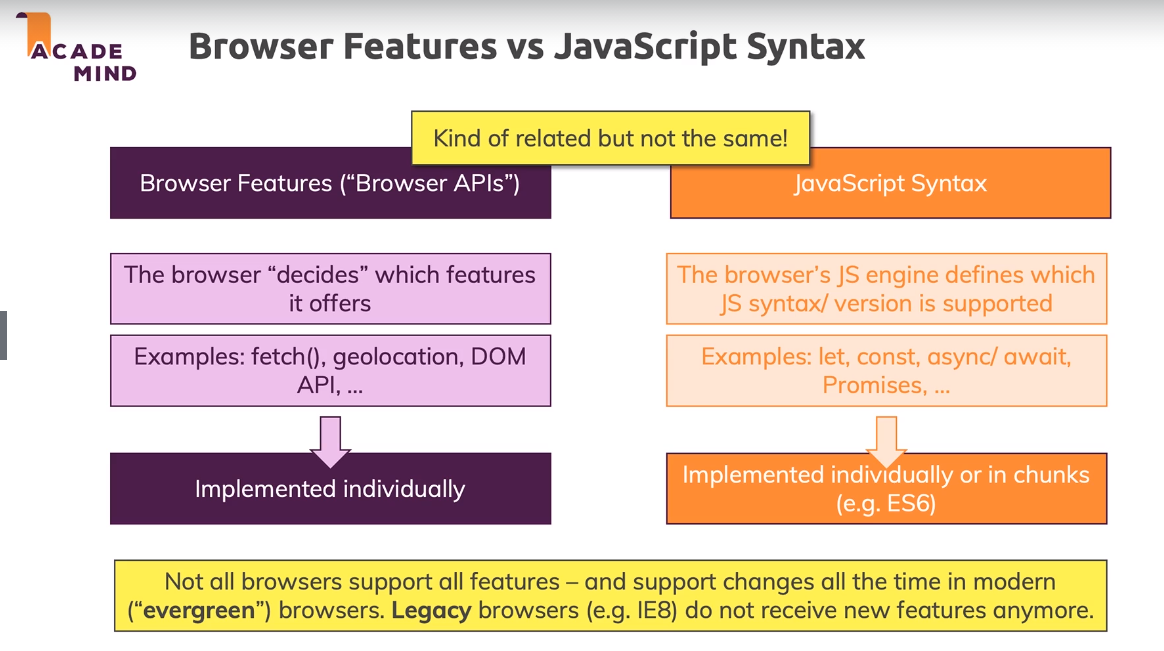 ACADE
MIND
Browser Features vs JavaScript Syntax
Kind of related but not the same!
Browser Features (“Browser APIs”)
JavaScript Syntax
The browser “decides” which features
it offers
The browser’s JS engine defines which
JS syntax/ version is supported
Examples: fetch(), geolocation, DOM
API, ...
Examples: let, const, async/ await,
Promises, ...
Implemented individually
Implemented individually or in chunks
(e.g. ES6)
Not all browsers support all features – and support changes all the time in modern
(“evergreen”) browsers. Legacy browsers (e.g. IE8) do not receive new features anymore.